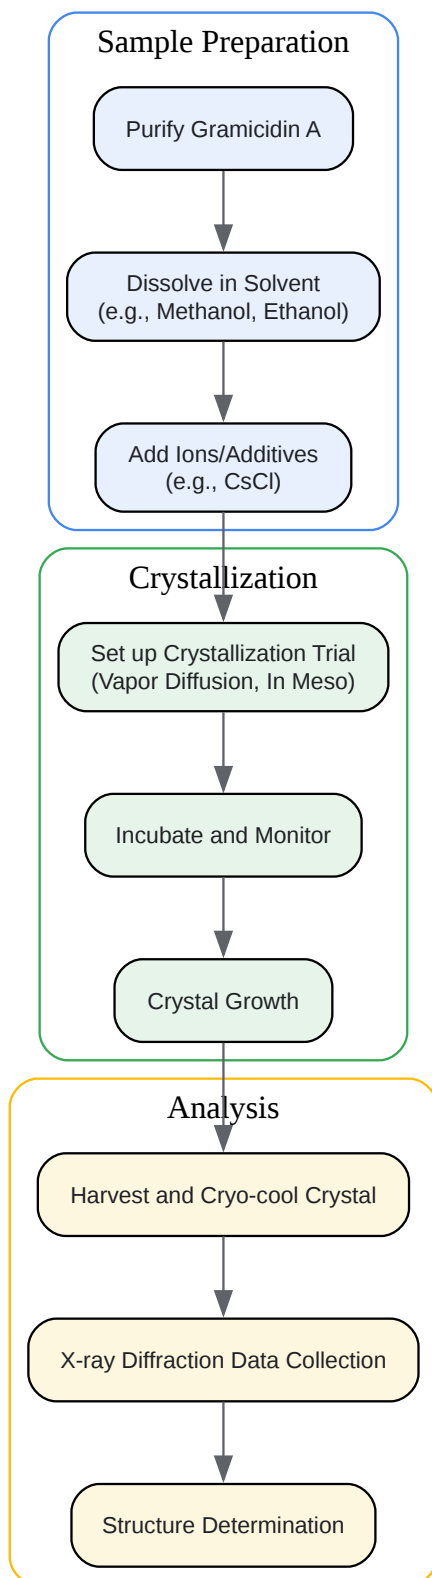 Sample Preparation
Purify Gramicidin A
Dissolve in Solvent
(e.g., Methanol, Ethanol)
Add Ions/Additives
(e.g., CsCl)
Crystallization
Set up Crystallization Trial
(Vapor Diffusion, In Meso)
Incubate and Monitor
Crystal Growth
Analysis
Harvest and Cryo-cool Crystal
X-ray Diffraction Data Collection
Structure Determination